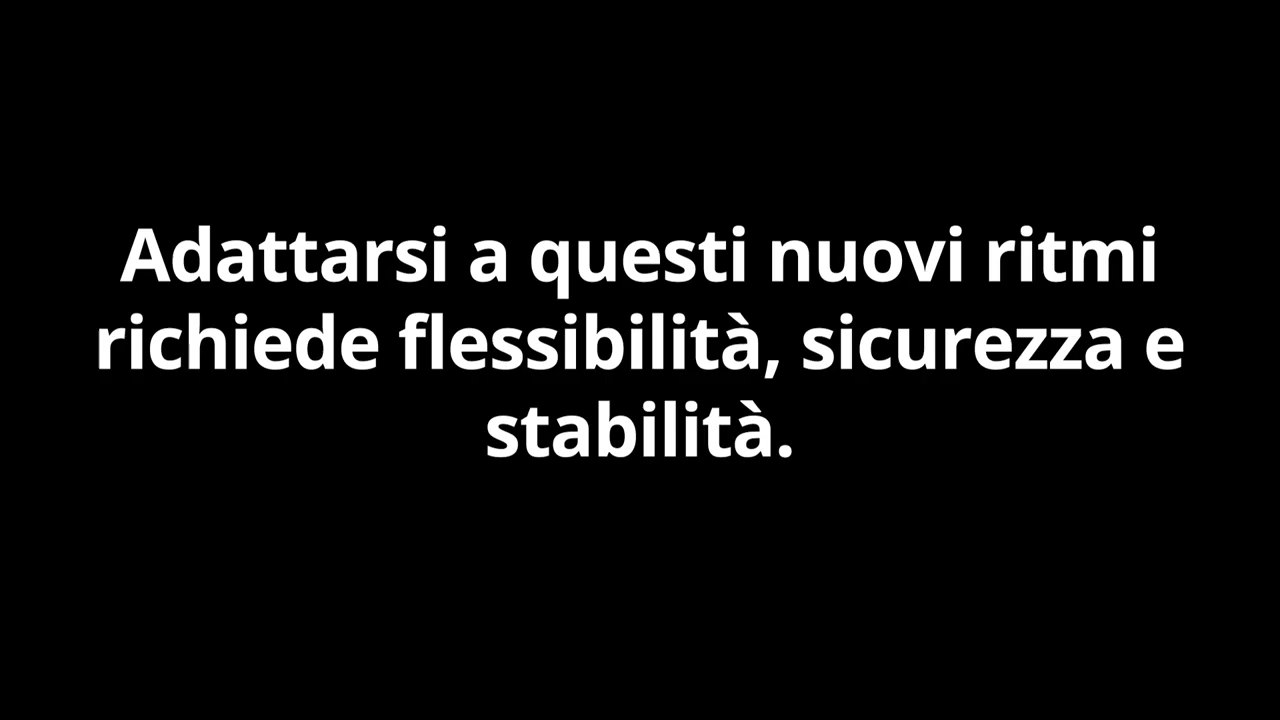 Adattarsi a questi nuovi ritmi
richiede flessibilità, sicurezza e
stabilità.